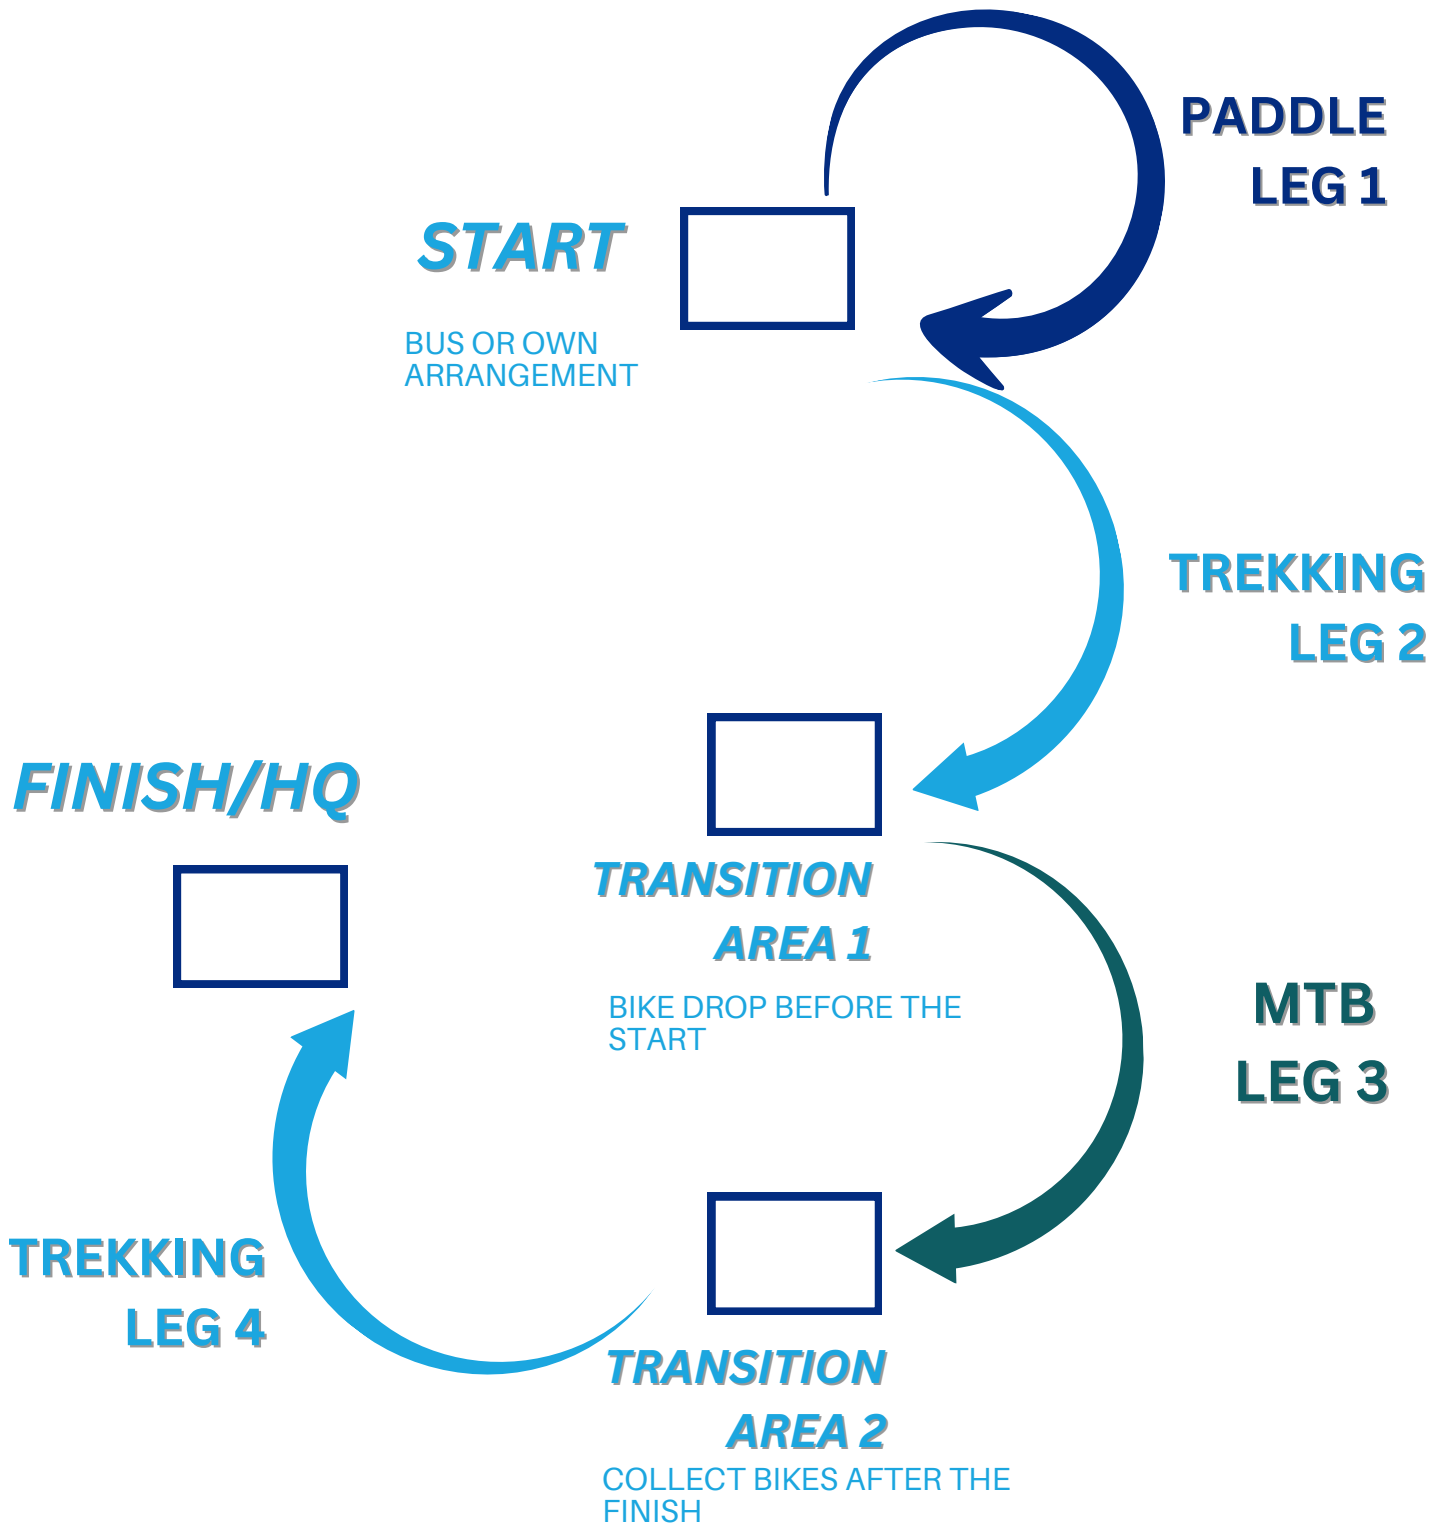 PADDLE
LEG 1
START
BUS OR OWN
ARRANGEMENT
TREKKING
LEG 2
FINISH/HQ
TRANSITION
AREA 1
BIKE DROP BEFORE THE
START
MTB
LEG 3
TREKKING
LEG 4
TRANSITION
AREA 2
COLLECT BIKES AFTER THE
FINISH